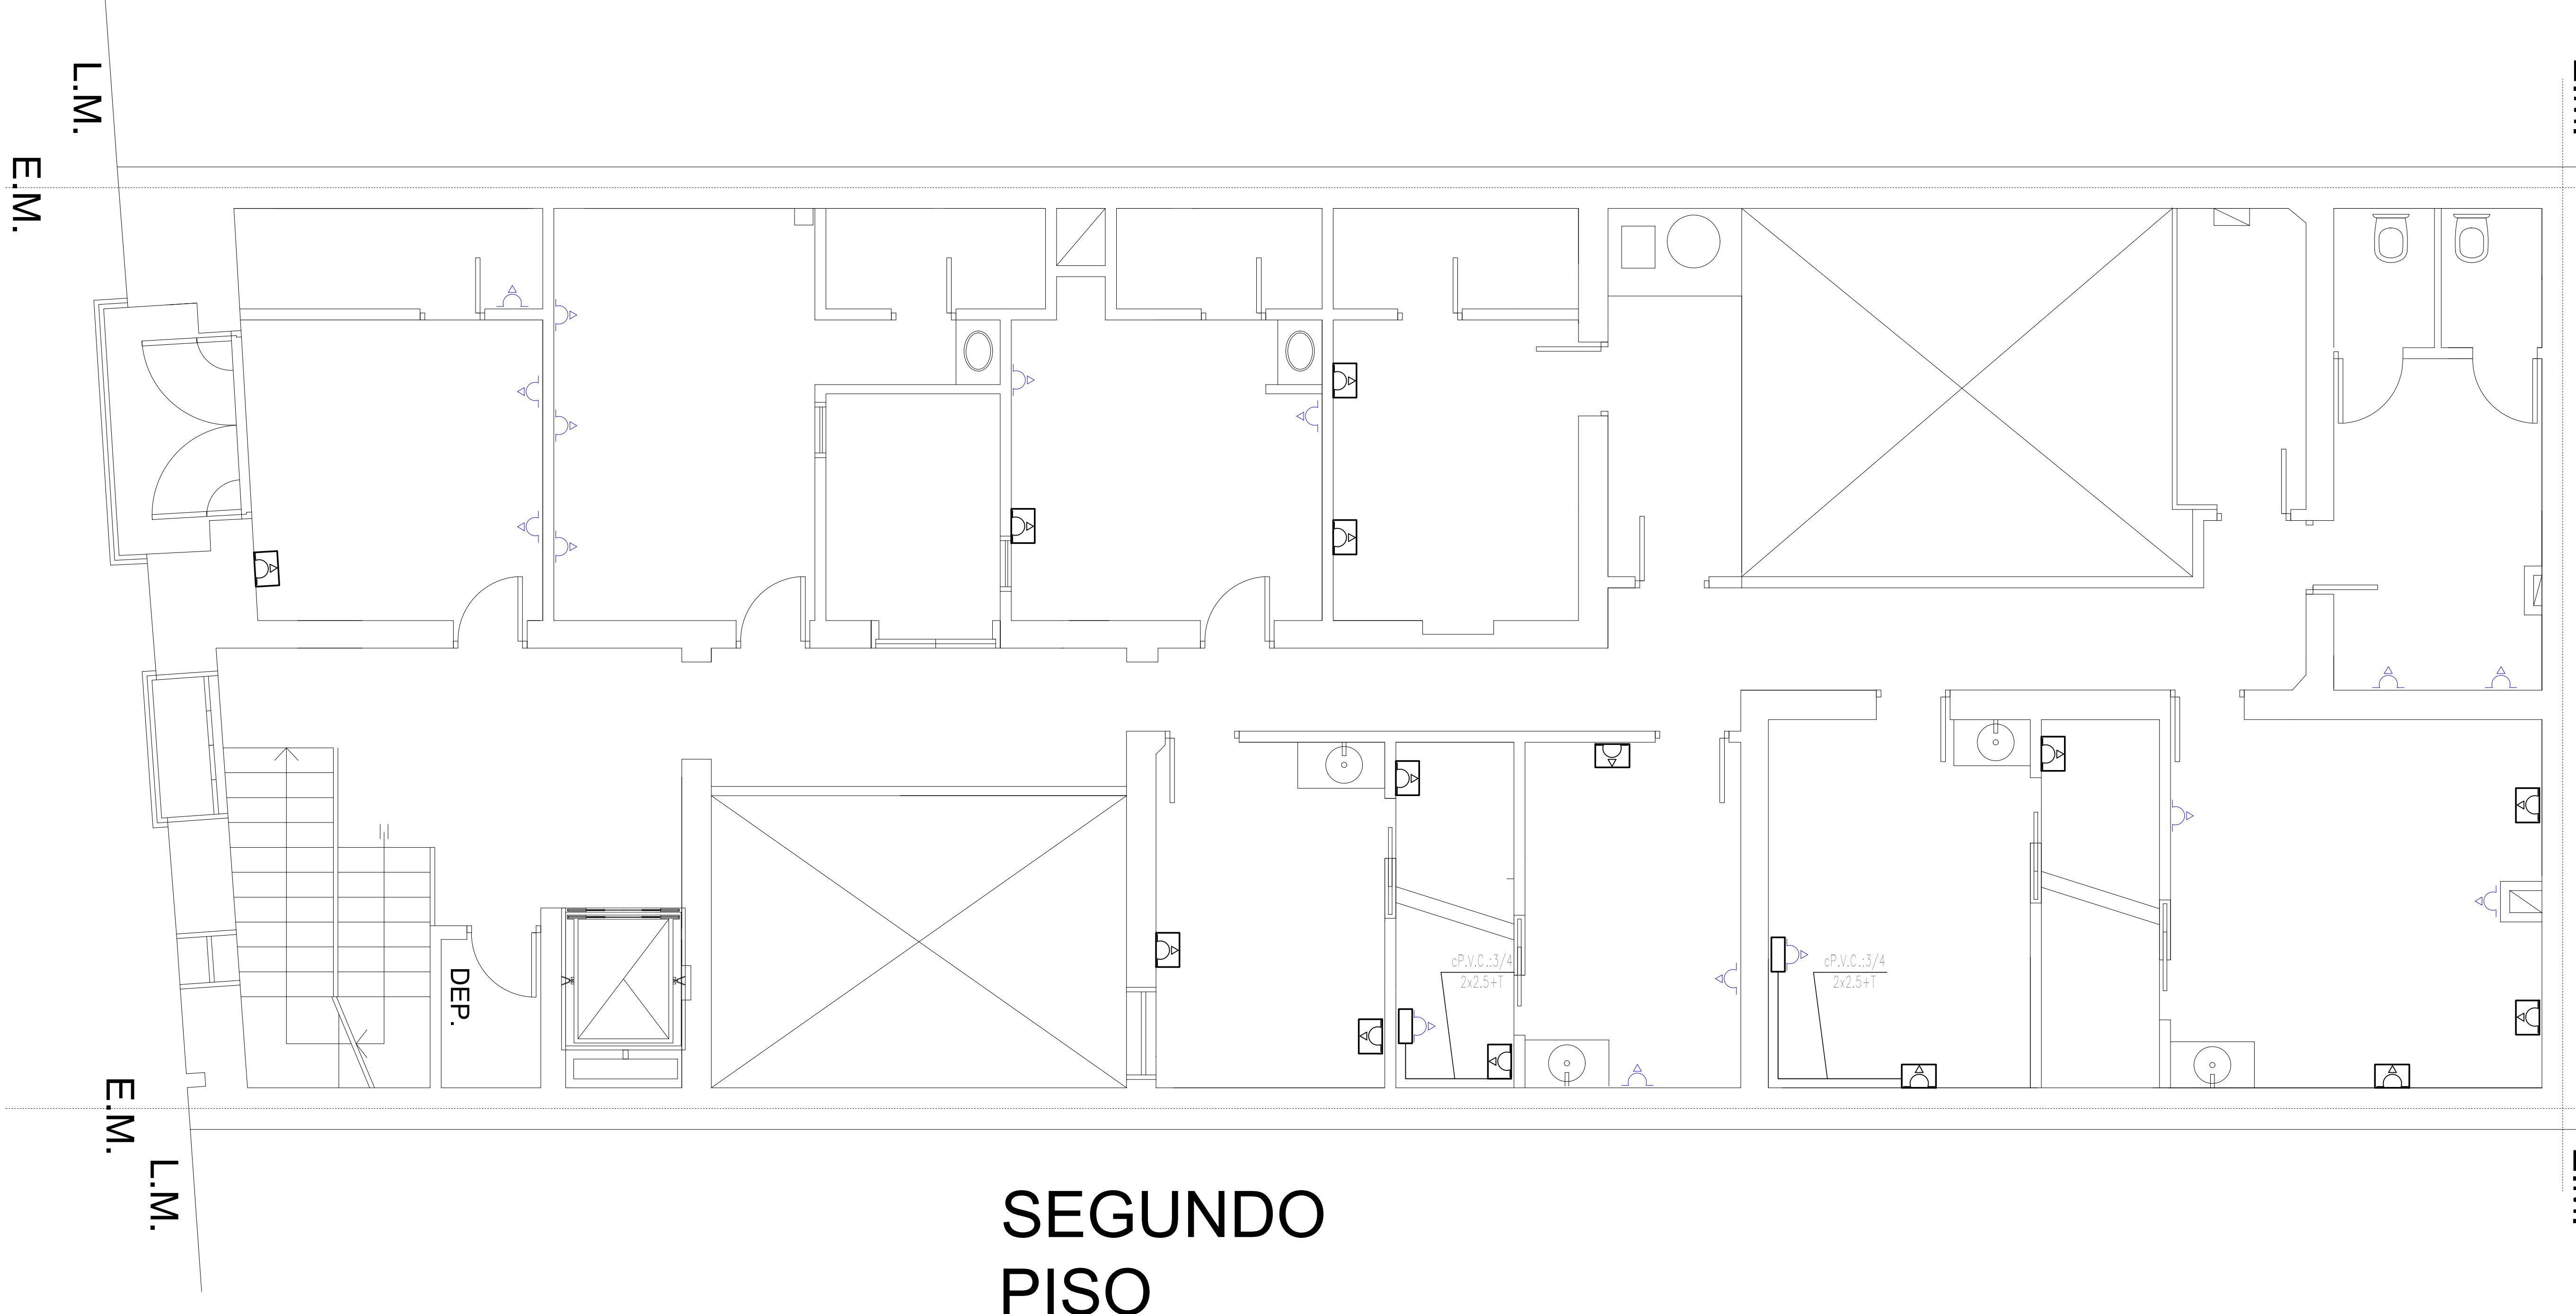 L.M.
E.M.
cP.V.C.:3/4
2x2.5+T
cP.V.C.:3/4
2x2.5+T
DEP.
E.M.
L.M.
SEGUNDO
PISO